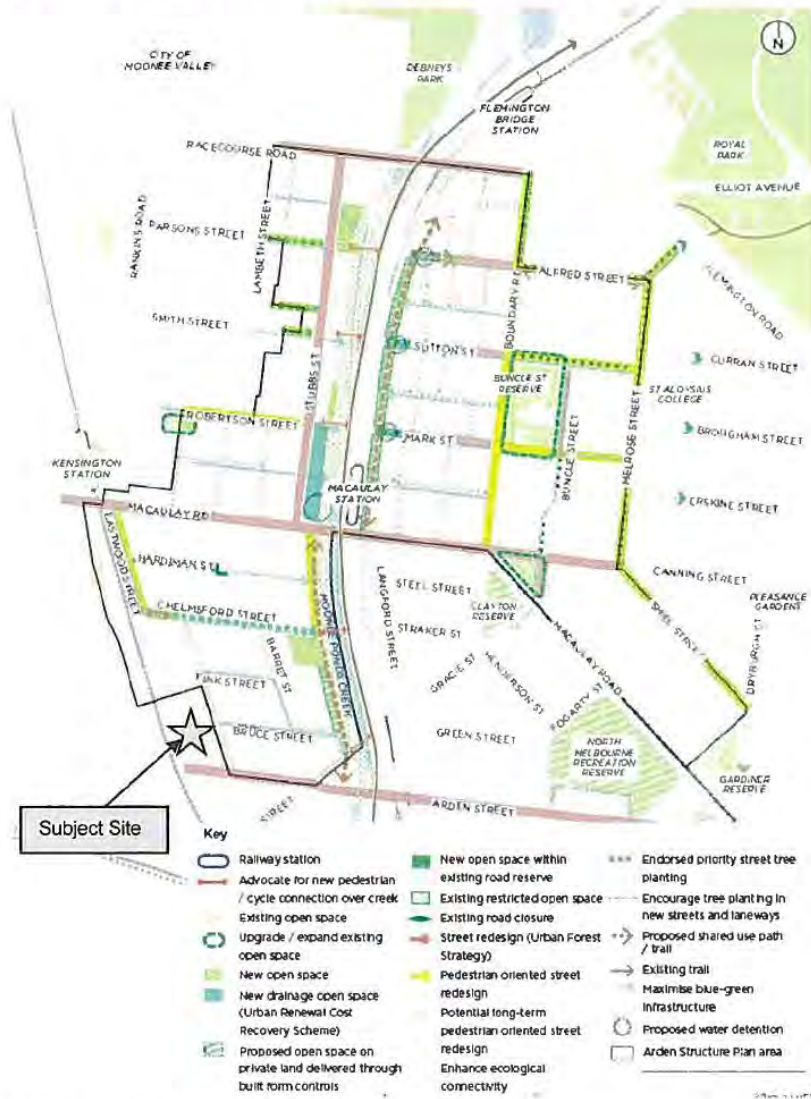 CITY OF
MOONEE VALLEY
DEBNEYS
PARK
N
FLEMINGTON
BRIDGE
STATION
ROYAL
PARK
RACECOURSE ROAD
ELLIOT AVENUE
RANKINS ROAD
PARSONS STREET
LAMBETH STREET
ALFRED STREET
FLEMINGTON ROAD
BOUNDARY RD
SMITH STREET
STUBBS ST
SUTTON ST
CURRAN STREET
BUNCLE ST
RESERVE
ST ALOYSIUS
COLLEGE
MELROSE STREET
ROBERTSON STREET
MARK ST
BUNCLE STREET
BROUGHAM STREET
KENSINGTON
STATION
MACAULAY
STATION
ERSKINE STREET
MACAULAY RD
EASTWOOD STREET
HARDIMAN ST
STEEL STREET
CANNING STREET
LANGFORD STREET
CLAYTON
RESERVE
PLEASANCE
GARDENS
CHELMSFORD STREET
MOONEE PONDS CREEK
STRAKER ST
SHIEL STREET
DRYBURGH ST
BARRET ST
GRACIE ST
HENDERSON ST
MACAULAY ROAD
FINK STREET
FOGARTY ST
BRUCE STREET
GREEN STREET
NORTH
MELBOURNE
RECREATION
RESERVE
GARDINER
RESERVE
ARDEN STREET
STREET
Subject Site
Key
Railway station
Advocate for new pedestrian
/ cycle connection over creek
Existing open space
Upgrade / expand existing
open space
New open space
New drainage open space
(Urban Renewal Cost
Recovery Scheme)
Proposed open space on
private land delivered through
built form controls
New open space within
existing road reserve
Existing restricted open space
Existing road closure
Street redesign (Urban Forest
Strategy)
Pedestrian oriented street
redesign
Potential long-term
pedestrian oriented street
redesign
Enhance ecological
connectivity
Endorsed priority street tree
planting
Encourage tree planting in
new streets and laneways
Proposed shared use path
/ trail
Existing trail
Maximise blue-green
infrastructure
Proposed water detention
Arden Structure Plan area